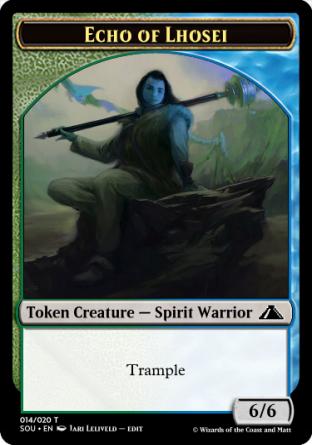 Echo of Lhosei
Token Creature — Spirit Warrior
Trample
6/6
014/020 T
SOU • EN Jari Leliveld — EDIT
© Wizards of the Coast and Matt